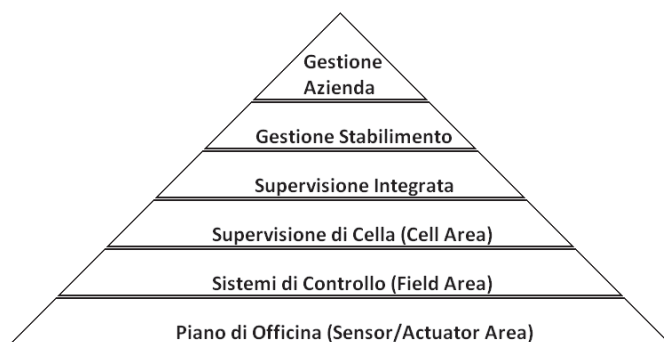 Gestione
Azienda
Gestione Stabilimento
Supervisione Integrata
Supervisione di Cella (Cell Area)
Sistemi di Controllo (Field Area)
Piano di Officina (Sensor/Actuator Area)